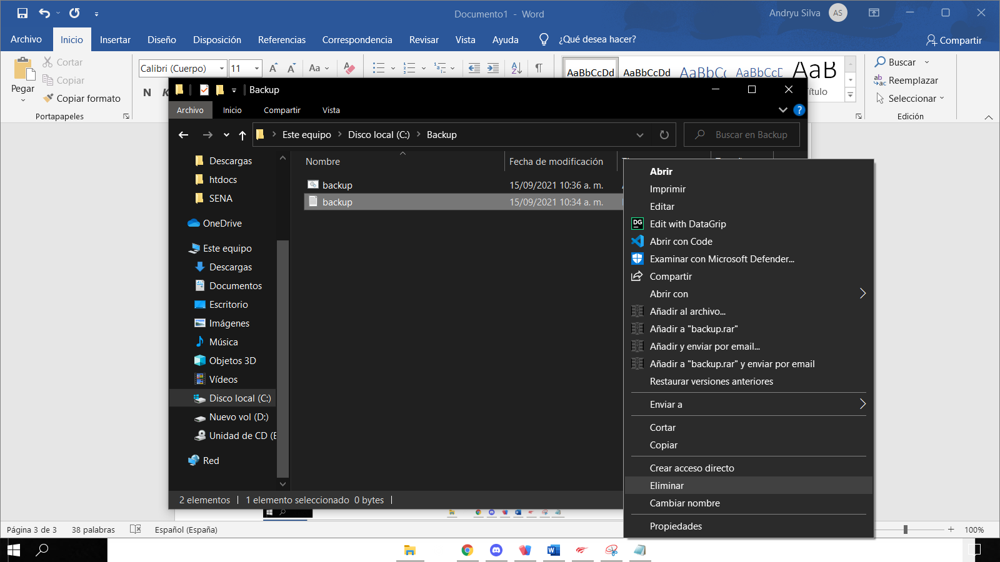 Documento1 - Word
Andryu Silva AS
Archivo Inicio Insertar Diseño Disposición Referencias Correspondencia Revisar Vista Ayuda ¿Qué desea hacer? Compartir
Pegar
Cortar
Copiar
Copiar formato
Portapapeles
Calibri (Cuerpo) 11
Aa
N K
AaBbCcDd AaBbCcDd AaBbCc AaBbCcD AaB
Buscar
Reemplazar
Seleccionar
Edición
Backup
Archivo Inicio Compartir Vista
Este equipo Disco local (C:) Backup
Buscar en Backup
Descargas
htdocs
SENA
OneDrive
Este equipo
Descargas
Documentos
Escritorio
Imágenes
Música
Objetos 3D
Vídeos
Disco local (C:)
Nuevo vol (D:)
Unidad de CD (E
Red
Nombre Fecha de modificación
backup 15/09/2021 10:36 a. m.
backup 15/09/2021 10:34 a. m.
Abrir
Imprimir
Editar
DG Edit with DataGrip
Abrir con Code
Examinar con Microsoft Defender...
Compartir
Abrir con
Añadir al archivo...
Añadir a "backup.rar"
Añadir y enviar por email...
Añadir a "backup.rar" y enviar por email
Restaurar versiones anteriores
Enviar a
Cortar
Copiar
Crear acceso directo
Eliminar
Cambiar nombre
Propiedades
2 elementos 1 elemento seleccionado 0 bytes
Página 3 de 3 38 palabras Español (España) 100%